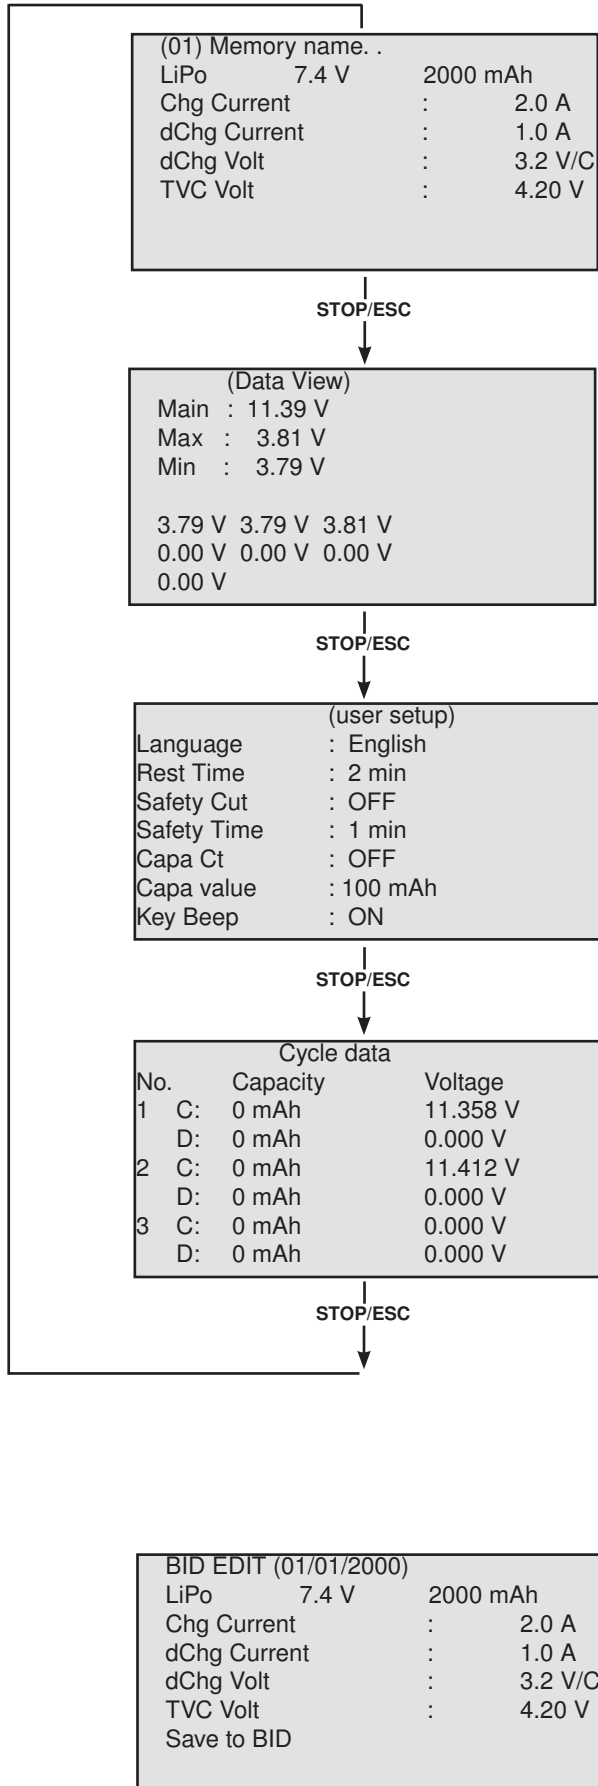 (01) Memory name. .
LiPo 7.4 V 2000 mAh
Chg Current : 2.0 A
dChg Current : 1.0 A
dChg Volt : 3.2 V/C
TVC Volt : 4.20 V
STOP/ESC
(Data View)
Main : 11.39 V
Max : 3.81 V
Min : 3.79 V
3.79 V 3.79 V 3.81 V
0.00 V 0.00 V 0.00 V
0.00 V
STOP/ESC
(user setup)
Language : English
Rest Time : 2 min
Safety Cut : OFF
Safety Time : 1 min
Capa Ct : OFF
Capa value : 100 mAh
Key Beep : ON
STOP/ESC
Cycle data
No. Capacity Voltage
1 C: 0 mAh 11.358 V
D: 0 mAh 0.000 V
2 C: 0 mAh 11.412 V
D: 0 mAh 0.000 V
3 C: 0 mAh 0.000 V
D: 0 mAh 0.000 V
STOP/ESC
BID EDIT (01/01/2000)
LiPo 7.4 V 2000 mAh
Chg Current : 2.0 A
dChg Current : 1.0 A
dChg Volt : 3.2 V/C
TVC Volt : 4.20 V
Save to BID